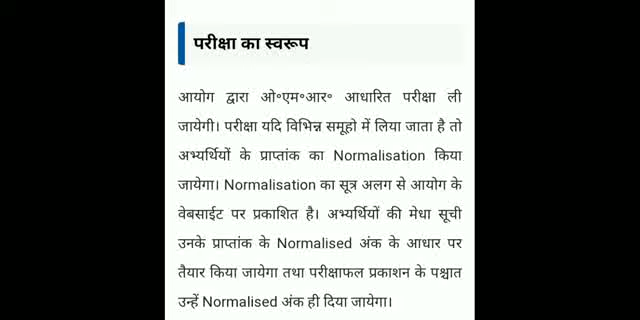 परीक्षा का स्वरूप
आयोग द्वारा ओ॰एम॰आर॰ आधारित परीक्षा ली
जायेगी। परीक्षा यदि विभिन्न समूहो में लिया जाता है तो
अभ्यर्थियों के प्राप्तांक का Normalisation किया
जायेगा। Normalisation का सूत्र अलग से आयोग के
वेबसाईट पर प्रकाशित है। अभ्यर्थियों की मेधा सूची
उनके प्राप्तांक के Normalised अंक के आधार पर
तैयार किया जायेगा तथा परीक्षाफल प्रकाशन के पश्चात
उन्हें Normalised अंक ही दिया जायेगा।